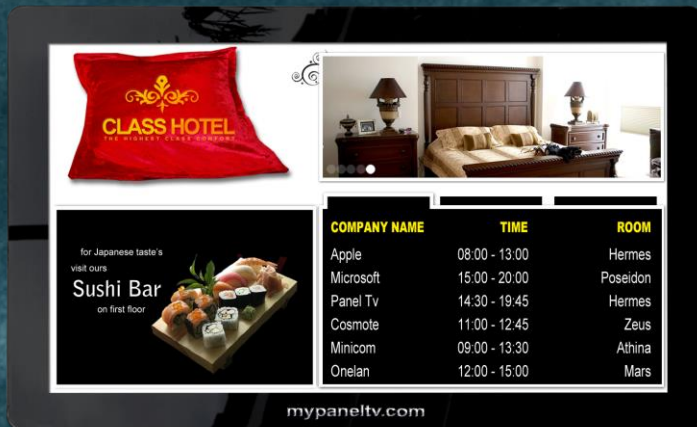 CLASS HOTEL
THE HIGHEST CLASS COMFORT
for Japanese taste's
visit ours
Sushi Bar
on first floor
COMPANY NAME TIME ROOM
Apple 08:00 - 13:00 Hermes
Microsoft 15:00 - 20:00 Poseidon
Panel Tv 14:30 - 19:45 Hermes
Cosmote 11:00 - 12:45 Zeus
Minicom 09:00 - 13:30 Athina
Onelan 12:00 - 15:00 Mars
mypaneltv.com